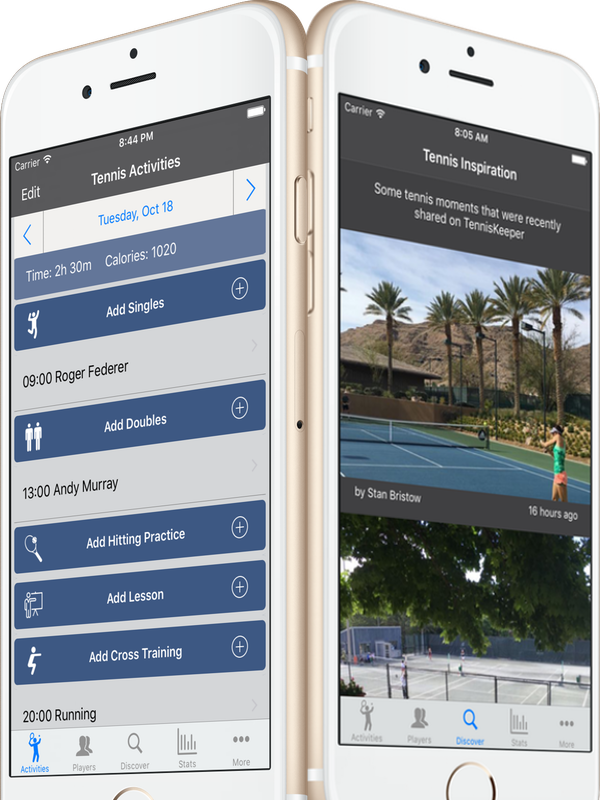 Carrier
8:44 PM
Edit
Tennis Activities
Tuesday, Oct 18
Time: 2h 30m Calories: 1020
Add Singles
09:00 Roger Federer
Add Doubles
13:00 Andy Murray
Add Hitting Practice
Add Lesson
Add Cross Training
20:00 Running
Activities
Players
Discover
Stats
More
Carrier
8:05 AM
Tennis Inspiration
Some tennis moments that were recently
shared on TennisKeeper
by Stan Bristow
16 hours ago
Activities
Players
Discover
Stats
More